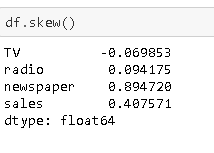 df.skew()
TV -0.069853
radio 0.094175
newspaper 0.894720
sales 0.407571
dtype: float64